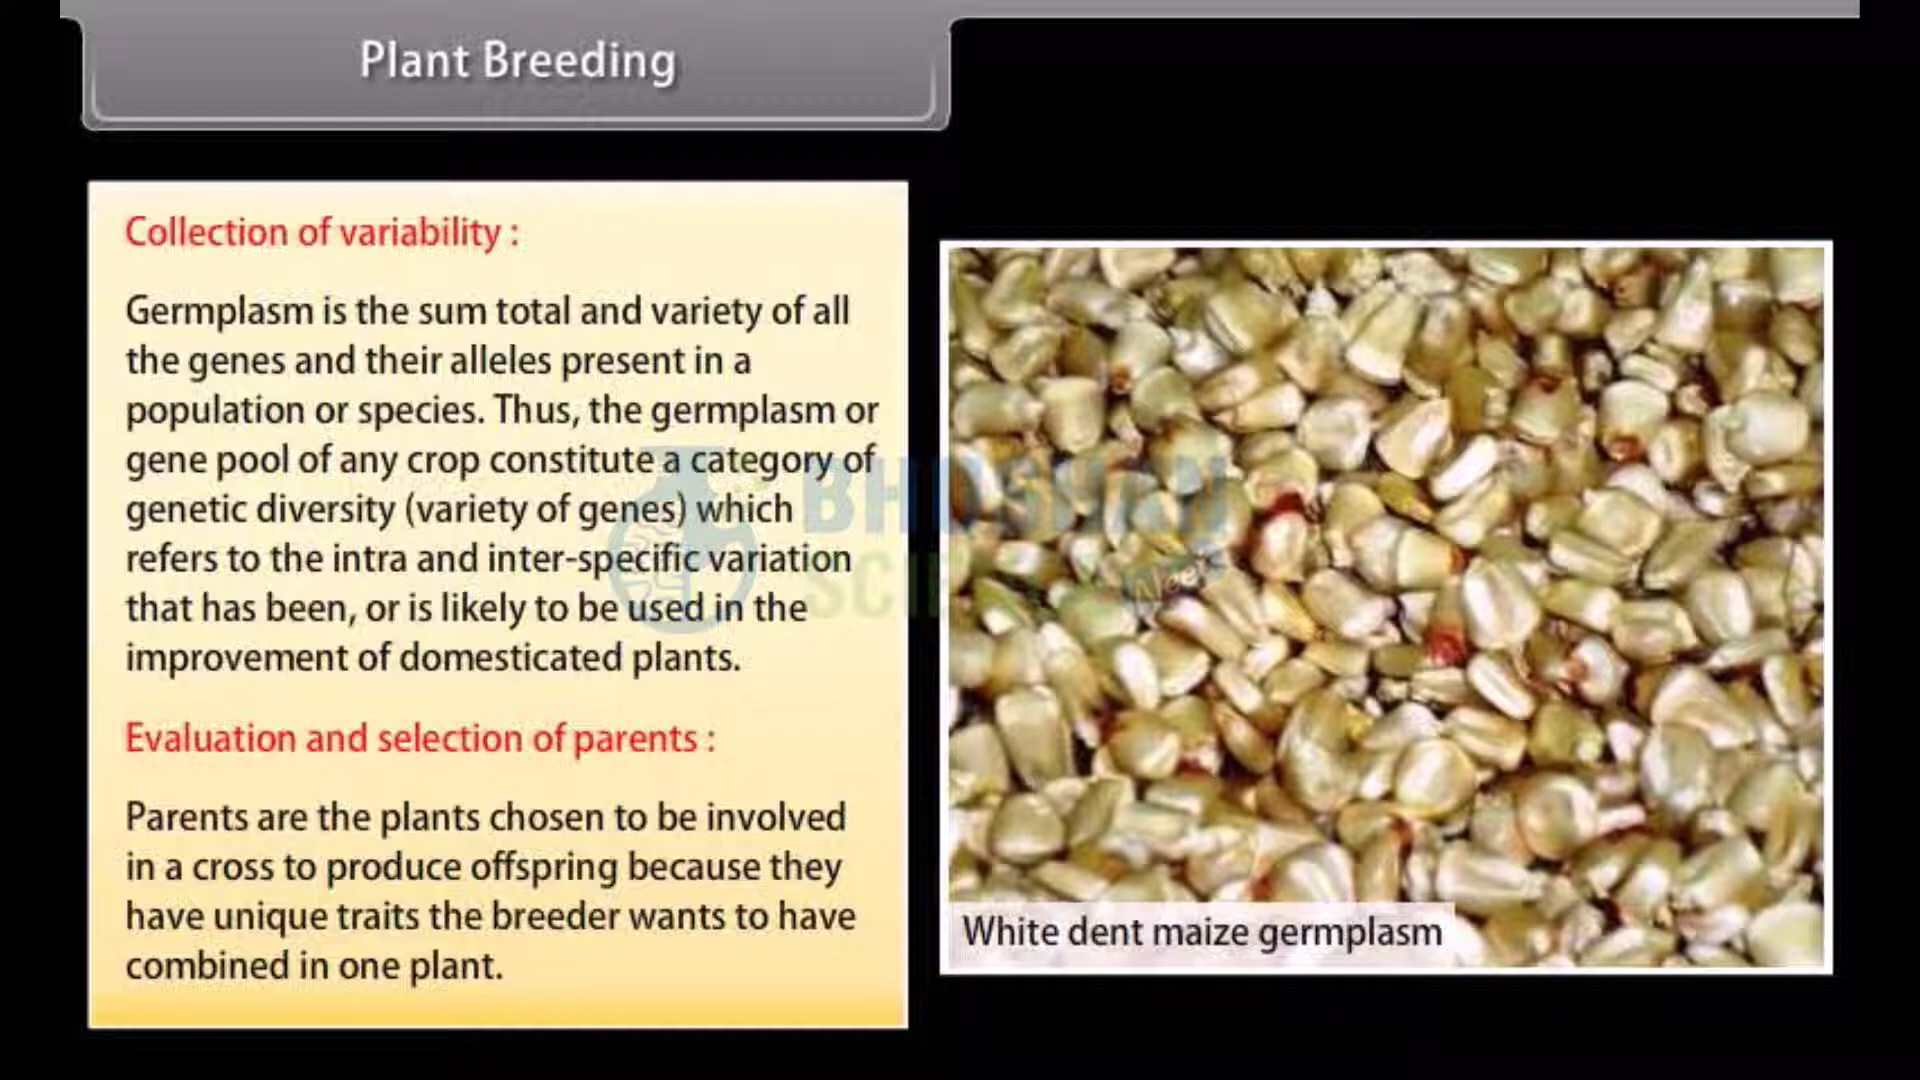 Plant Breeding
Collection of variability :
Germplasm is the sum total and variety of all
the genes and their alleles present in a
population or species. Thus, the germplasm or
gene pool of any crop constitute a category of
genetic diversity (variety of genes) which
refers to the intra and inter-specific variation
that has been, or is likely to be used in the
improvement of domesticated plants.
Evaluation and selection of parents :
Parents are the plants chosen to be involved
in a cross to produce offspring because they
have unique traits the breeder wants to have
combined in one plant.
White dent maize germplasm